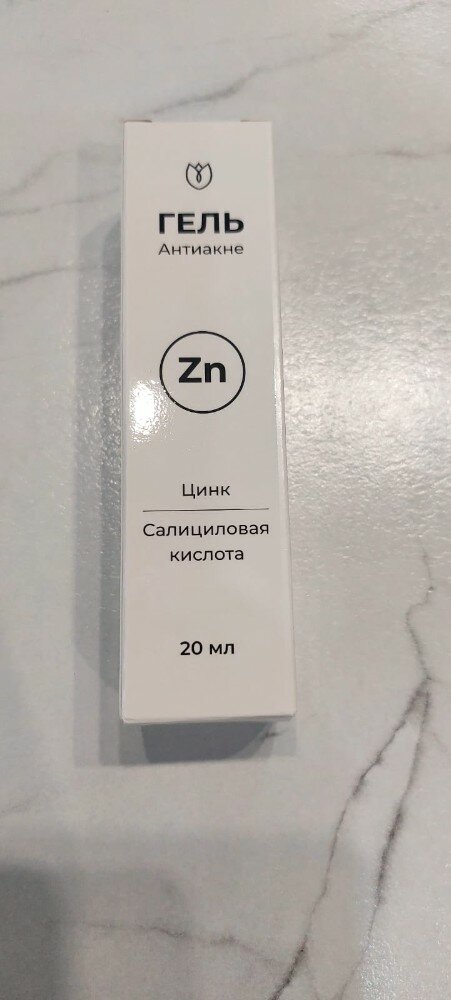 ГЕЛЬ
Антиакне
Zn
Цинк
Салициловая
кислота
20 мл